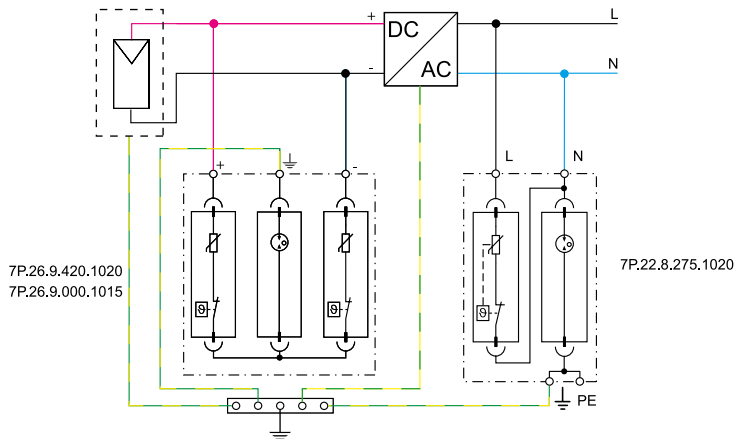 +
DC
L
-
AC
N
+
-
L
N
ϑ
ϑ
ϑ
7P.26.9.420.1020
7P.26.9.000.1015
7P.22.8.275.1020
PE